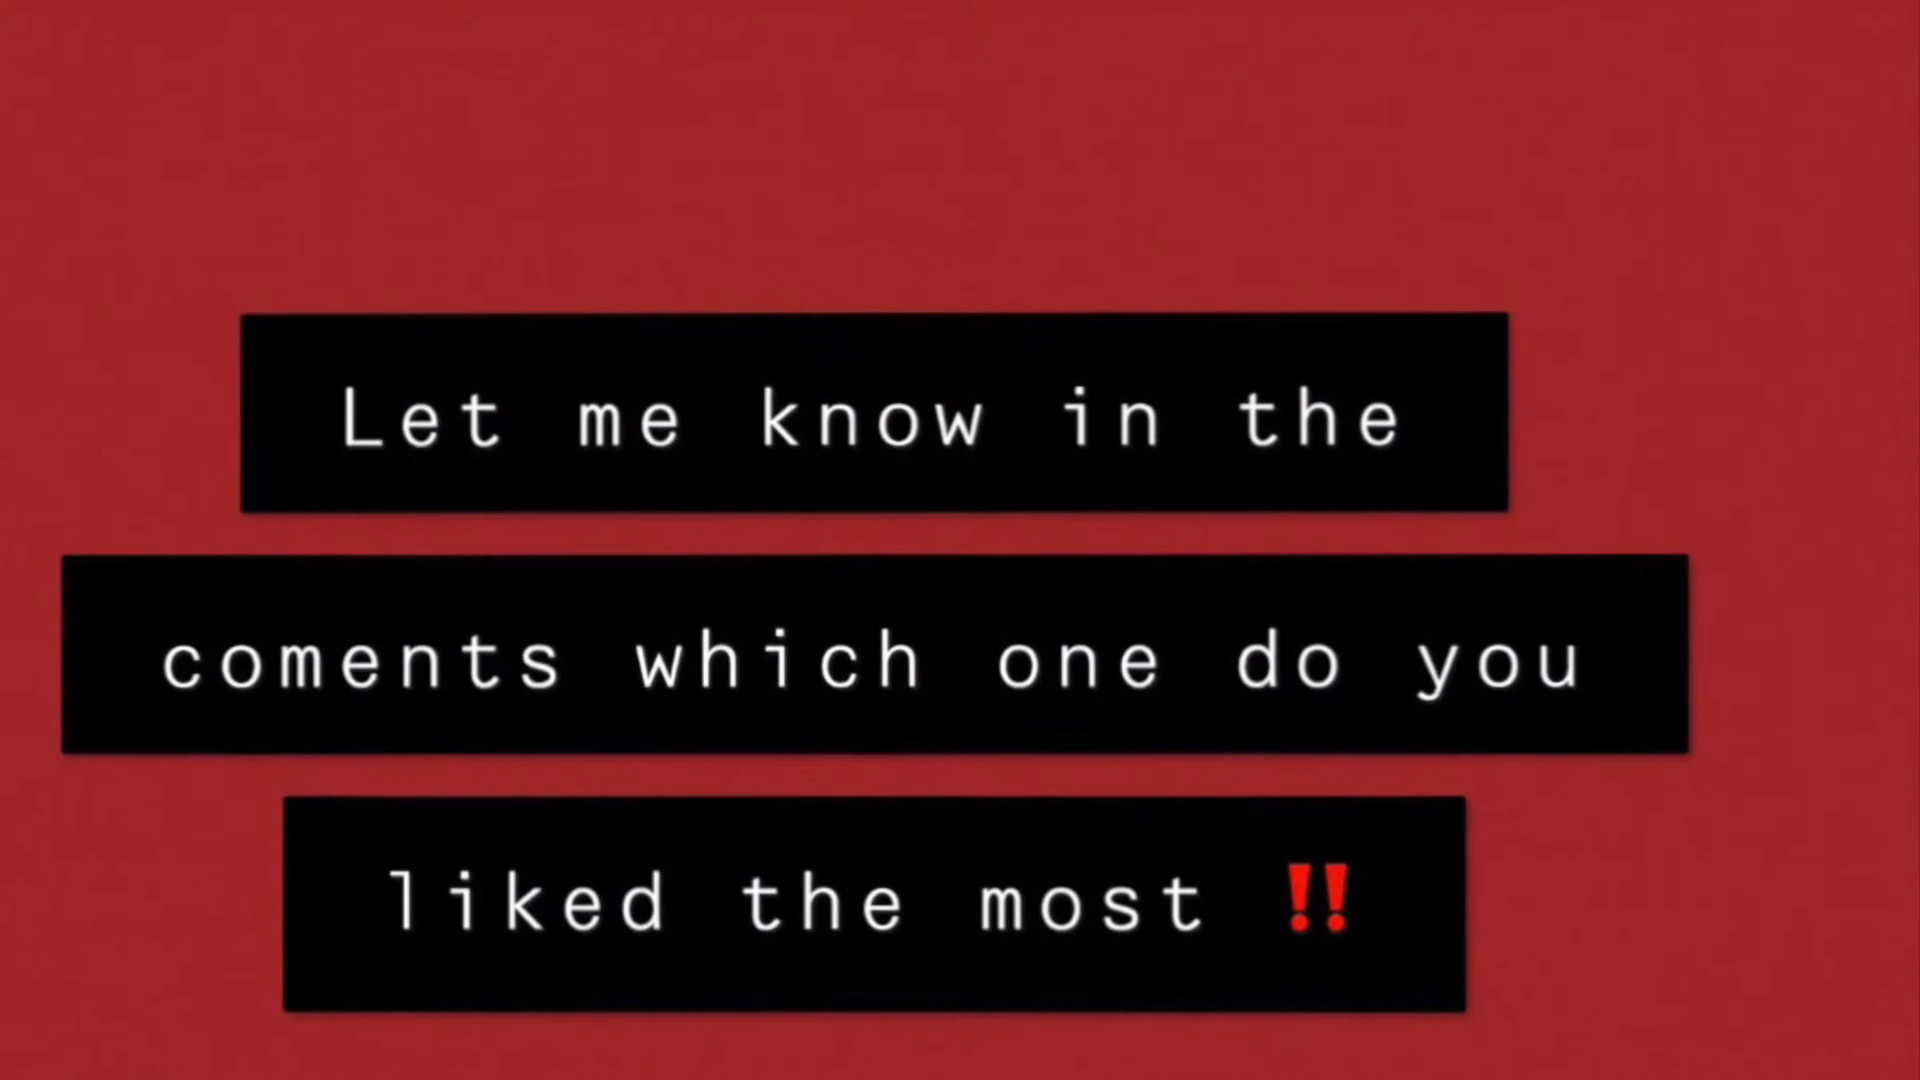 Let me know in the
coments which one do you
liked the most ‼️